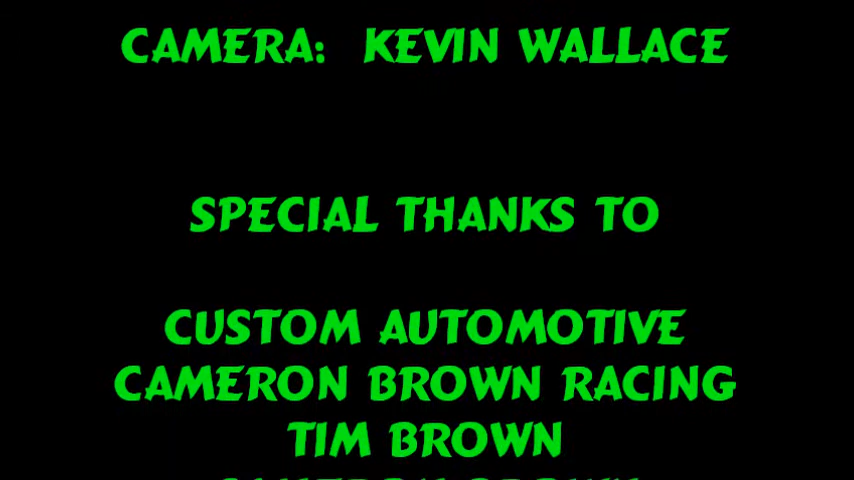 CAMERA: KEVIN WALLACE
SPECIAL THANKS TO
CUSTOM AUTOMOTIVE
CAMERON BROWN RACING
TIM BROWN